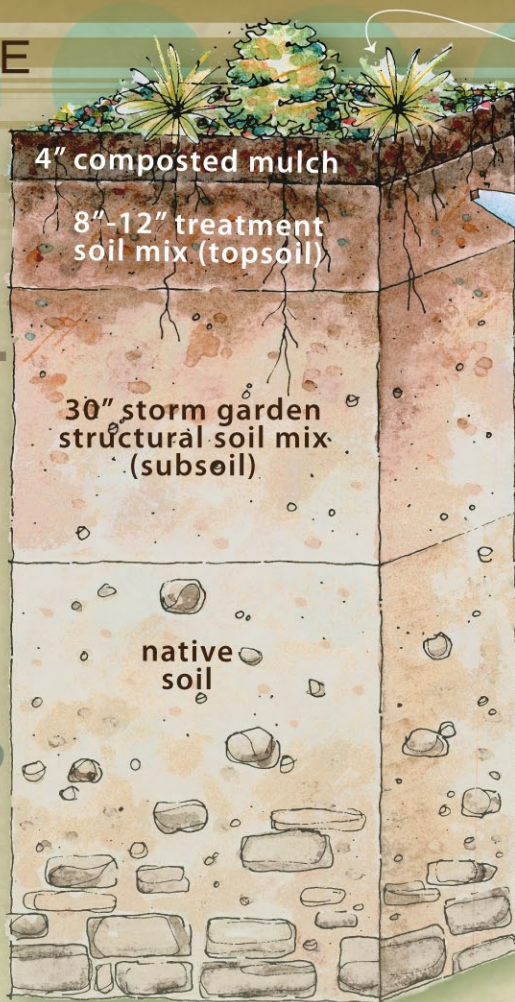 E
4” composted mulch
8”-12” treatment
soil mix (topsoil)
30” storm garden
structural soil mix
(subsoil)
native
soil